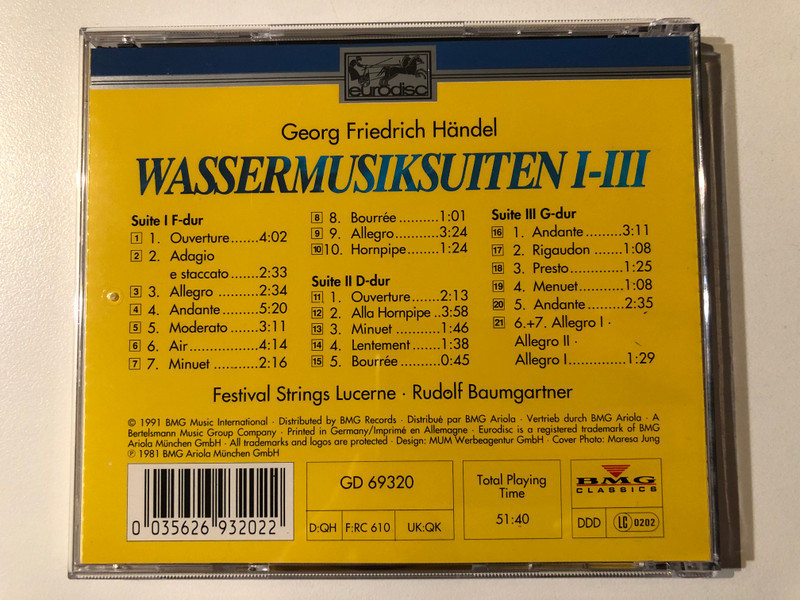 eurodisc
Georg Friedrich Händel
WASSERMUSIKSUITEN I-III
Suite I F-dur
1 1. Ouverture.......4:02
2 2. Adagio
e staccato ......2:33
3 3. Allegro ........2:34
4 4. Andante........5:20
5 5. Moderato .....3:11
6 6. Air...............4:14
7 7. Minuet ..........2:16
8 8. Bourrée ..........1:01
9 9. Allegro...........3:24
10 10. Hornpipe.......1:24
Suite II D-dur
11 1. Ouverture.......2:13
12 2. Alla Hornpipe ..3:58
13 3. Minuet ..........1:46
14 4. Lentement ......1:38
15 5. Bourrée..........0:45
Suite III G-dur
16 1. Andante.........3:11
17 2. Rigaudon .......1:08
18 3. Presto............1:25
19 4. Menuet..........1:08
20 5. Andante.........2:35
21 6.+7. Allegro I ·
Allegro II ·
Allegro I..............1:29
Festival Strings Lucerne · Rudolf Baumgartner
© 1991 BMG Music International · Distributed by BMG Records · Distribué par BMG Ariola · Vertrieb durch BMG Ariola · A
Bertelsmann Music Group Company · Printed in Germany/Imprimé en Allemagne · Eurodisc is a registered trademark of BMG
Ariola München GmbH · All trademarks and logos are protected · Design: MUM Werbeagentur GmbH · Cover Photo: Maresa Jung
℗ 1981 BMG Ariola München GmbH
0 035626 932022
GD 69320
D:QH F:RC 610 UK:QK
Total Playing
Time
51:40
BMG
CLASSICS
DDD LC 0202